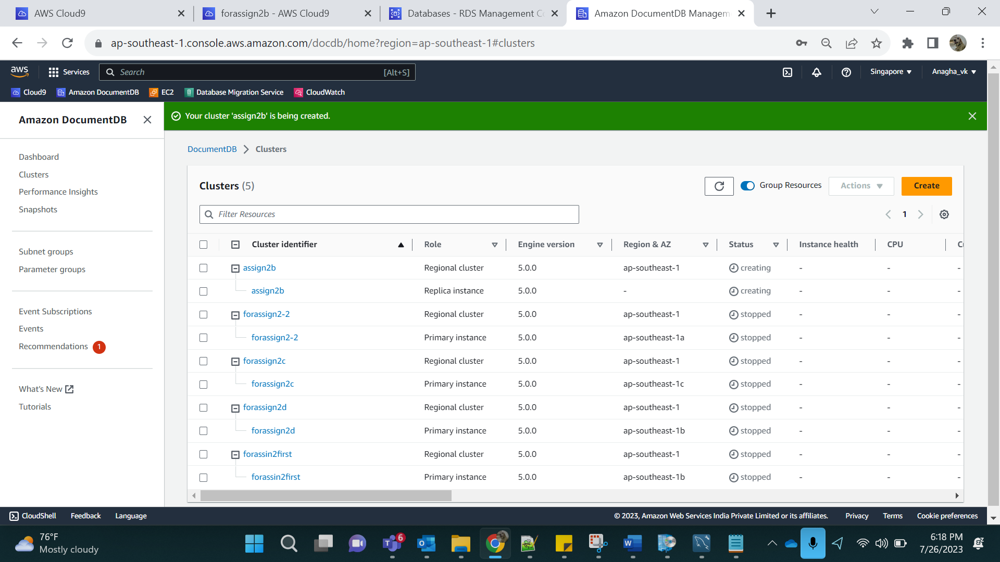 AWS Cloud9
forassign2b - AWS Cloud9
Databases - RDS Management Co
Amazon DocumentDB Managem
ap-southeast-1.console.aws.amazon.com/docdb/home?region=ap-southeast-1#clusters
aws
Services
Search
[Alt+S]
Singapore
Anagha_vk
Cloud9
Amazon DocumentDB
EC2
Database Migration Service
CloudWatch
Amazon DocumentDB
Your cluster 'assign2b' is being created.
Dashboard
Clusters
Performance Insights
Snapshots
Subnet groups
Parameter groups
Event Subscriptions
Events
Recommendations 1
What's New
Tutorials
DocumentDB > Clusters
Clusters (5)
Group Resources
Actions
Create
Filter Resources
1
Cluster identifier Role Engine version Region & AZ Status Instance health CPU
assign2b Regional cluster 5.0.0 ap-southeast-1 creating - - -
assign2b Replica instance 5.0.0 - creating - - -
forassign2-2 Regional cluster 5.0.0 ap-southeast-1 stopped - - -
forassign2-2 Primary instance 5.0.0 ap-southeast-1a stopped - - -
forassign2c Regional cluster 5.0.0 ap-southeast-1 stopped - - -
forassign2c Primary instance 5.0.0 ap-southeast-1c stopped - - -
forassign2d Regional cluster 5.0.0 ap-southeast-1 stopped - - -
forassign2d Primary instance 5.0.0 ap-southeast-1b stopped - - -
forassin2first Regional cluster 5.0.0 ap-southeast-1 stopped - - -
forassin2first Primary instance 5.0.0 ap-southeast-1b stopped - - -
CloudShell Feedback Language
© 2023, Amazon Web Services India Private Limited or its affiliates. Privacy Terms Cookie preferences
76°F
Mostly cloudy
6
6:18 PM
7/26/2023